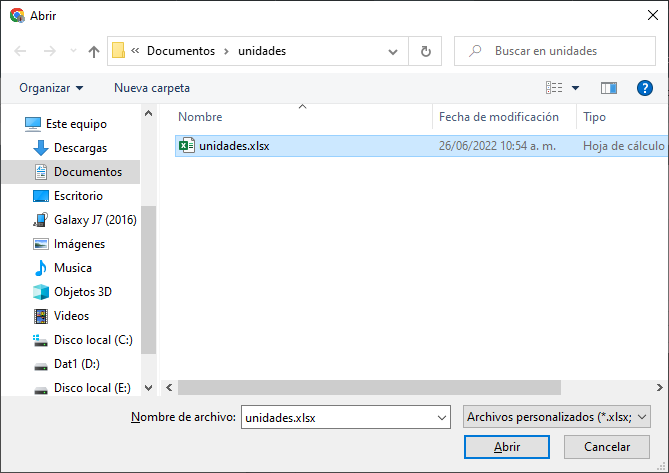 Abrir
« Documentos › unidades
Buscar en unidades
Organizar
Nueva carpeta
Nombre
Fecha de modificación
Tipo
Este equipo
Descargas
Documentos
Escritorio
Galaxy J7 (2016)
Imágenes
Musica
Objetos 3D
Videos
Disco local (C:)
Dat1 (D:)
Disco local (E:)
unidades.xlsx
26/06/2022 10:54 a. m.
Hoja de cálculo
Nombre de archivo:
unidades.xlsx
Archivos personalizados (*.xlsx;
Abrir
Cancelar